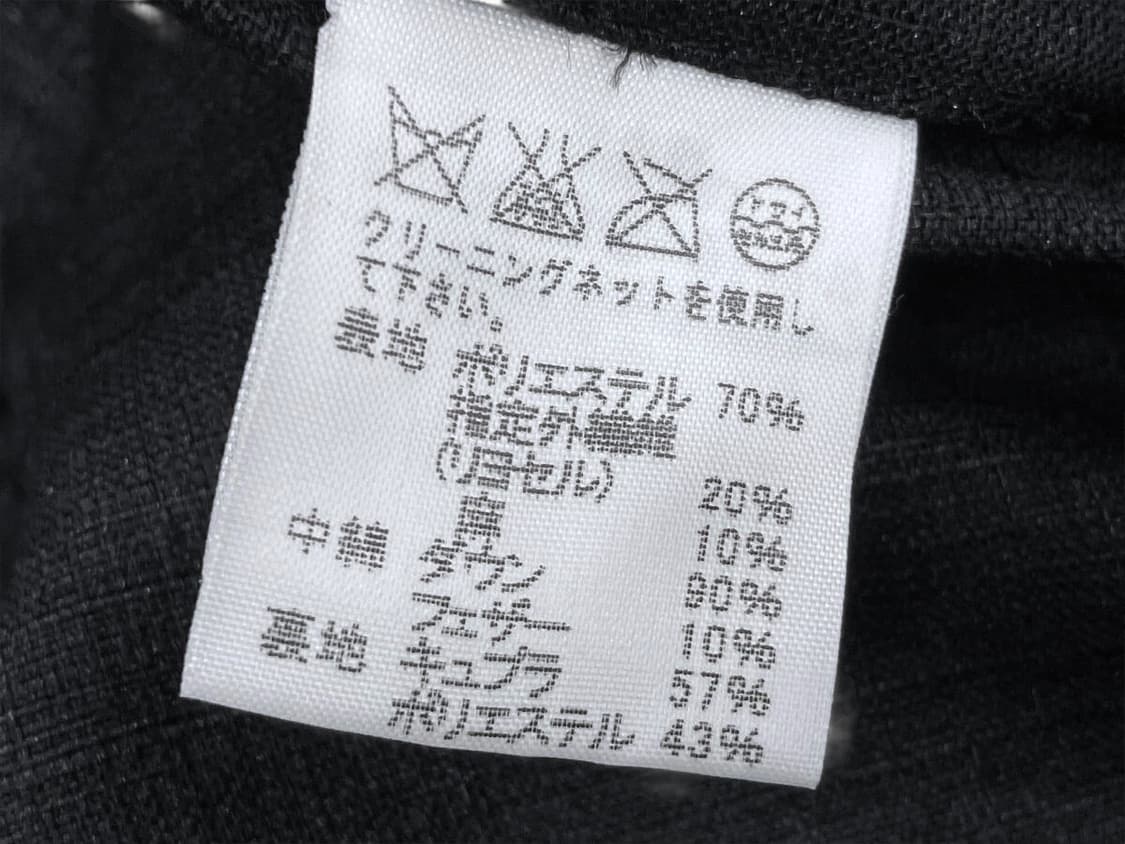 ドライ
クリーニングネットを使用し
て下さい。
表地 ポリエステル 70%
指定外繊維
(リヨセル) 20%
麻 10%
中綿 ダウン 90%
フェザー 10%
裏地 キュプラ 57%
ポリエステル 43%